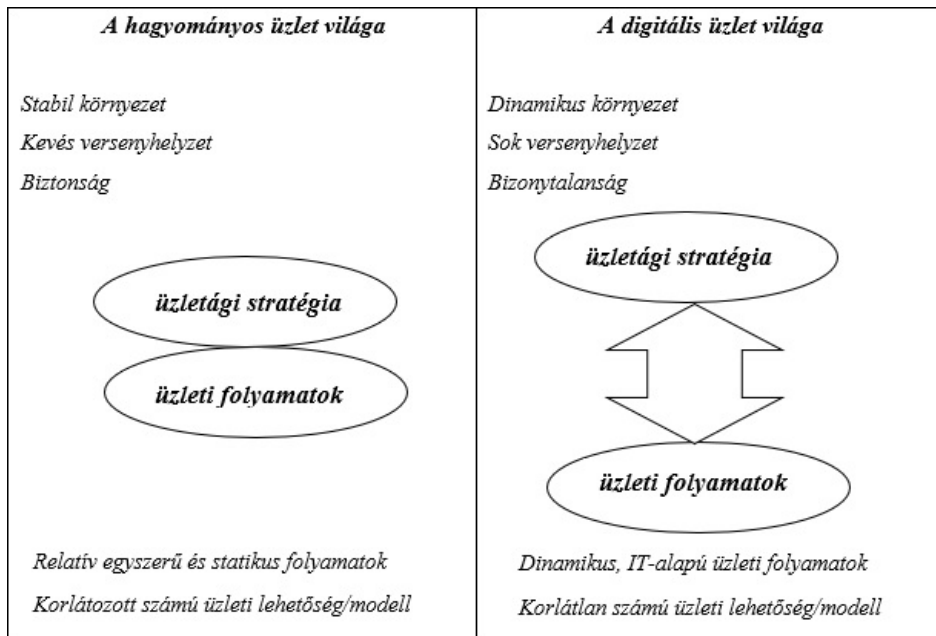 A hagyományos üzlet világa
Stabil környezet
Kevés versenyhelyzet
Biztonság
üzletági stratégia
üzleti folyamatok
Relatív egyszerű és statikus folyamatok
Korlátozott számú üzleti lehetőség/modell
A digitális üzlet világa
Dinamikus környezet
Sok versenyhelyzet
Bizonytalanság
üzletági stratégia
üzleti folyamatok
Dinamikus, IT-alapú üzleti folyamatok
Korlátlan számú üzleti lehetőség/modell